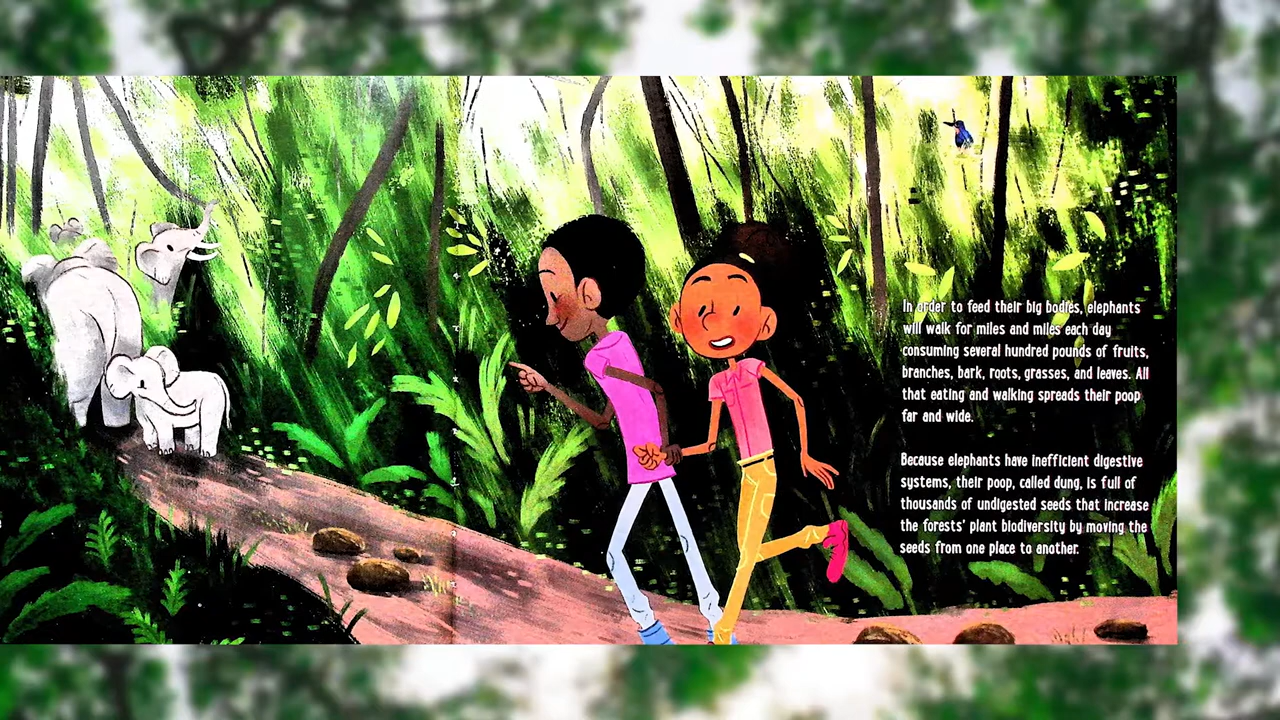 In order to feed their big bodies, elephants
will walk for miles and miles each day
consuming several hundred pounds of fruits,
branches, bark, roots, grasses, and leaves. All
that eating and walking spreads their poop
far and wide.
Because elephants have inefficient digestive
systems, their poop, called dung, is full of
thousands of undigested seeds that increase
the forests' plant biodiversity by moving the
seeds from one place to another.